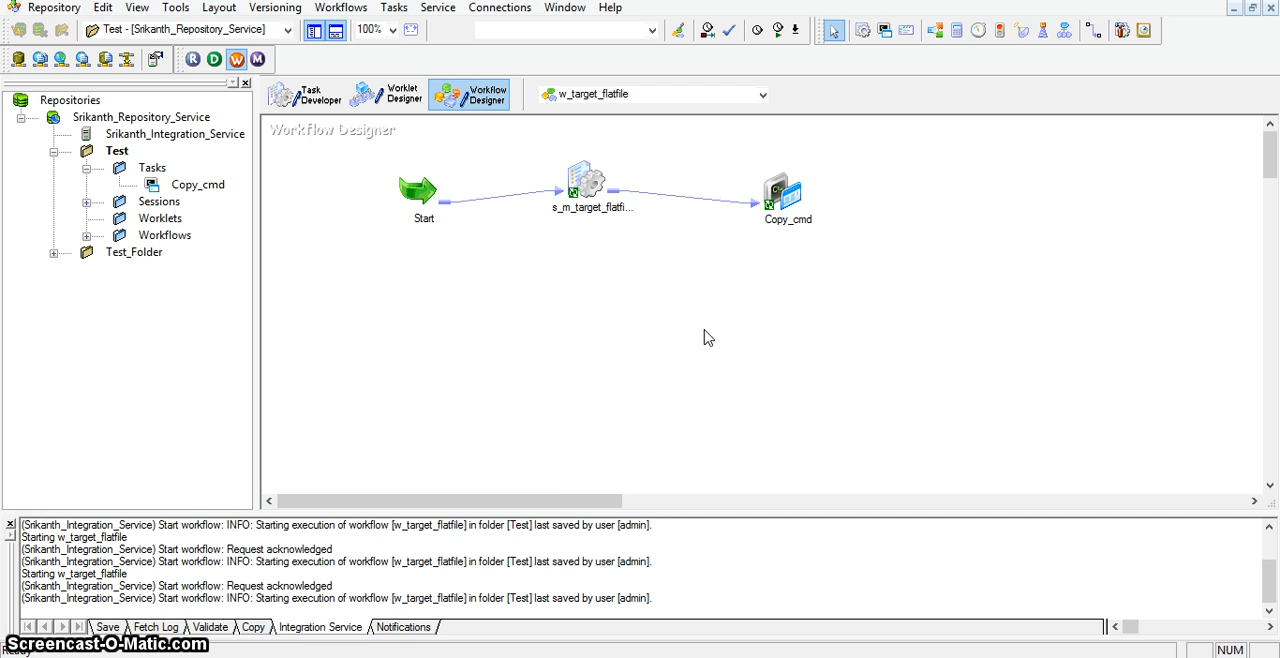 Repository Edit View Tools Layout Versioning Workflows Tasks Service Connections Window Help
Test - [Srikanth_Repository_Service] 100%
R D W M
Task Developer Worklet Designer Workflow Designer w_target_flatfile
Repositories
Srikanth_Repository_Service
Srikanth_Integration_Service
Test
Tasks
Copy_cmd
Sessions
Worklets
Workflows
Test_Folder
Workflow Designer
Start
s_m_target_flatfi...
Copy_cmd
(Srikanth_Integration_Service) Start workflow: INFO: Starting execution of workflow [w_target_flatfile] in folder [Test] last saved by user [admin].
Starting w_target_flatfile
(Srikanth_Integration_Service) Start workflow: Request acknowledged
(Srikanth_Integration_Service) Start workflow: INFO: Starting execution of workflow [w_target_flatfile] in folder [Test] last saved by user [admin].
Starting w_target_flatfile
(Srikanth_Integration_Service) Start workflow: Request acknowledged
(Srikanth_Integration_Service) Start workflow: INFO: Starting execution of workflow [w_target_flatfile] in folder [Test] last saved by user [admin].
Save Fetch Log Validate Copy Integration Service Notifications
Screencast-O-Matic.com
NUM